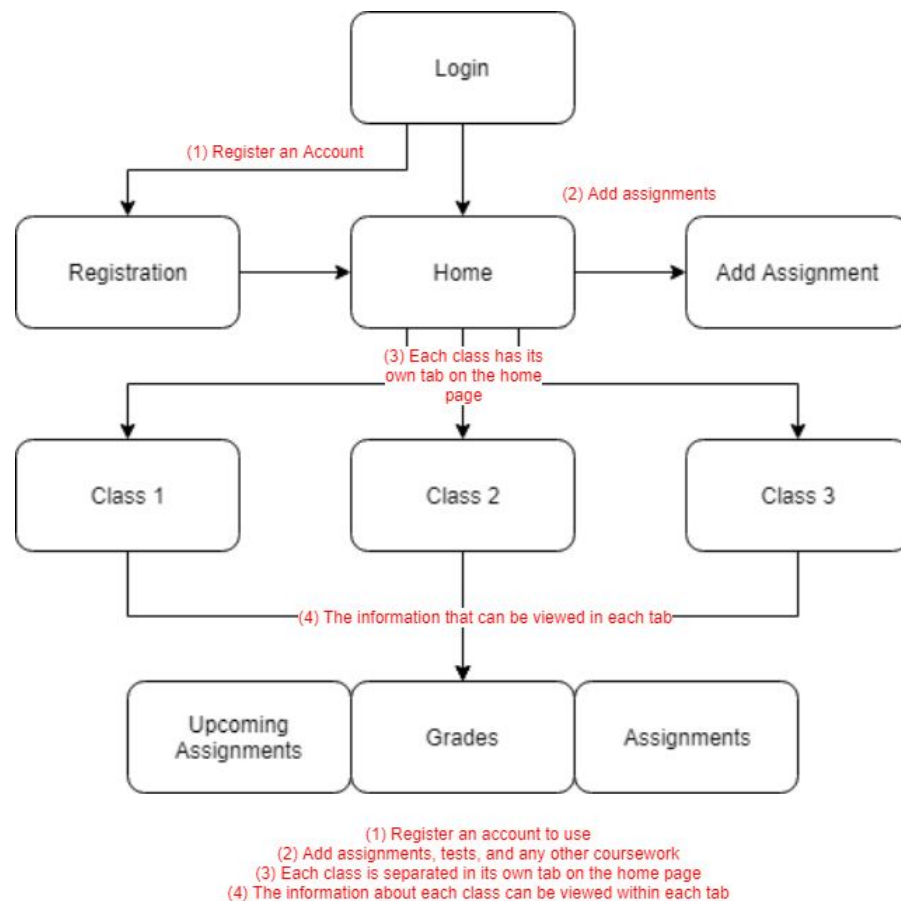 Login
(1) Register an Account
(2) Add assignments
Registration
Home
Add Assignment
(3) Each class has its
own tab on the home
page
Class 1
Class 2
Class 3
(4) The information that can be viewed in each tab
Upcoming
Assignments
Grades
Assignments
(1) Register an account to use
(2) Add assignments, tests, and any other coursework
(3) Each class is separated in its own tab on the home page
(4) The information about each class can be viewed within each tab